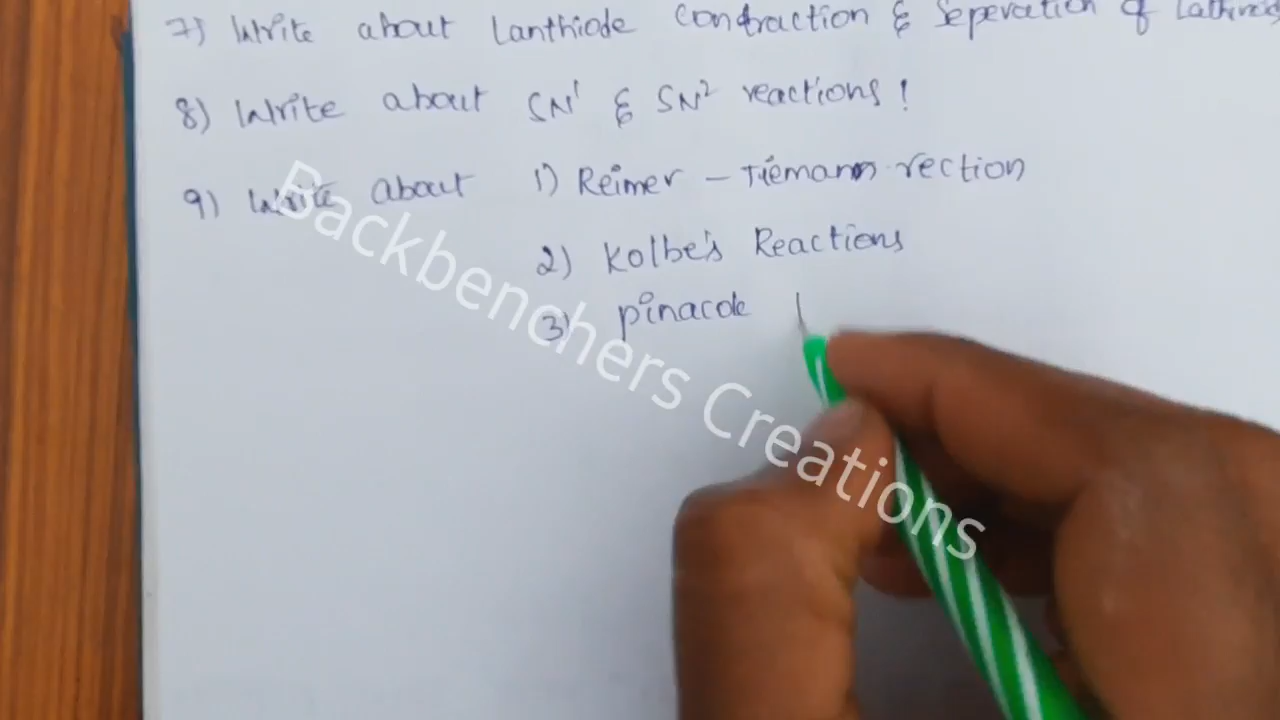 7) Write about Lanthiode Contraction & Seperation of
8) Write about SN¹ & SN² reactions!
9) Write about 1) Reimer - Tiemann rection
2) Kolbe's Reactions
3) pinacole
Backbenchers Creations